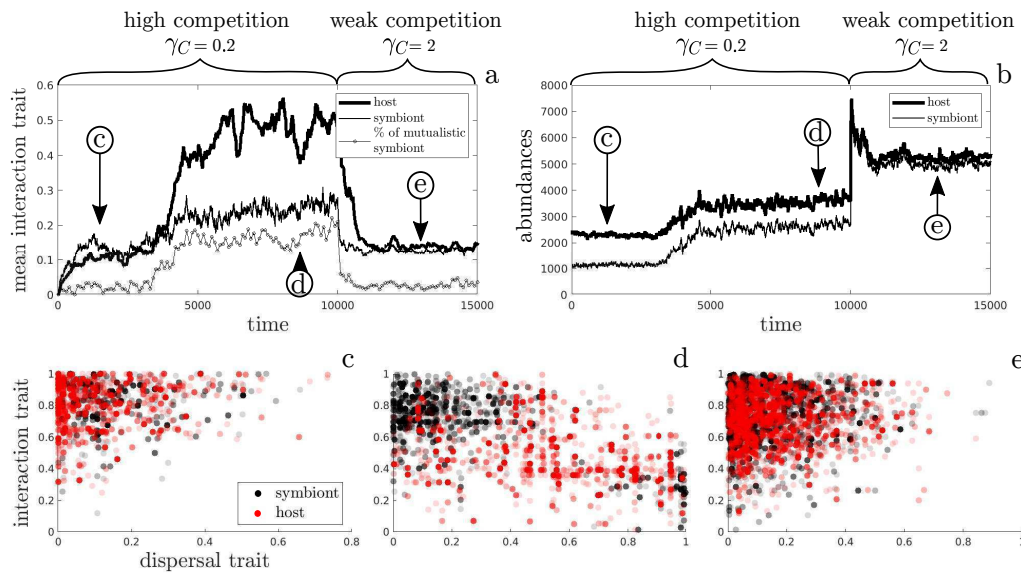 high competition
γC = 0.2
weak competition
γC = 2
a
mean interaction trait
0.6
0.5
0.4
0.3
0.2
0.1
0
host
symbiont
% of mutualistic
symbiont
c
e
d
0
5000
10000
15000
time
high competition
γC = 0.2
weak competition
γC = 2
b
abundances
8000
7000
6000
5000
4000
3000
2000
1000
0
host
symbiont
c
d
e
0
5000
10000
15000
time
c
interaction trait
0
0.2
0.4
0.6
0.8
1
symbiont
host
0
0.2
0.4
0.6
0.8
1
dispersal trait
d
0
0.2
0.4
0.6
0.8
1
0
0.2
0.4
0.6
0.8
1
e
0
0.2
0.4
0.6
0.8
1
0
0.2
0.4
0.6
0.8
1